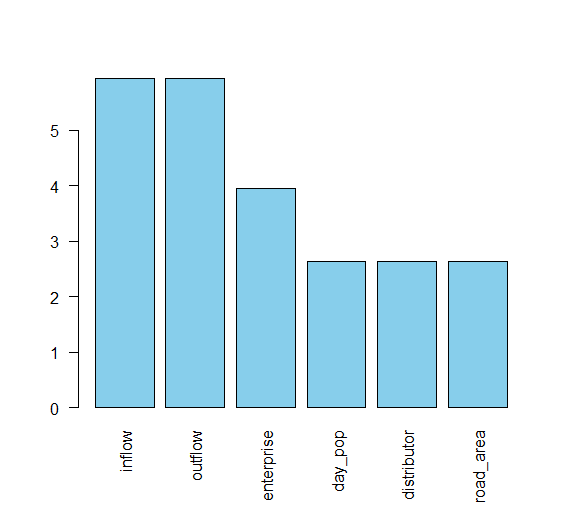 5
4
3
2
1
0
inflow
outflow
enterprise
day_pop
distributor
road_area